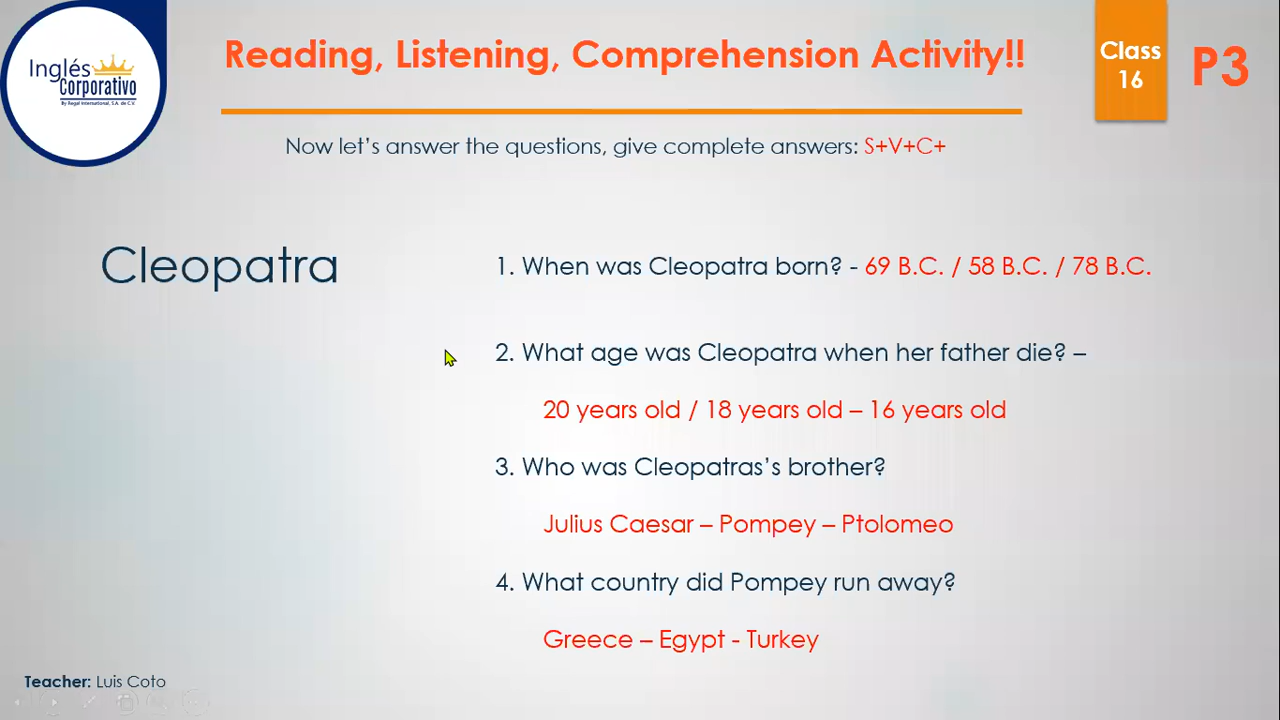 Inglés
Corporativo
By Regal International, S.A. de C.V.
Reading, Listening, Comprehension Activity!!
Class
16
P3
Now let's answer the questions, give complete answers: S+V+C+
Cleopatra
1. When was Cleopatra born? - 69 B.C. / 58 B.C. / 78 B.C.
2. What age was Cleopatra when her father die? –
20 years old / 18 years old – 16 years old
3. Who was Cleopatras's brother?
Julius Caesar – Pompey – Ptolomeo
4. What country did Pompey run away?
Greece – Egypt - Turkey
Teacher: Luis Coto